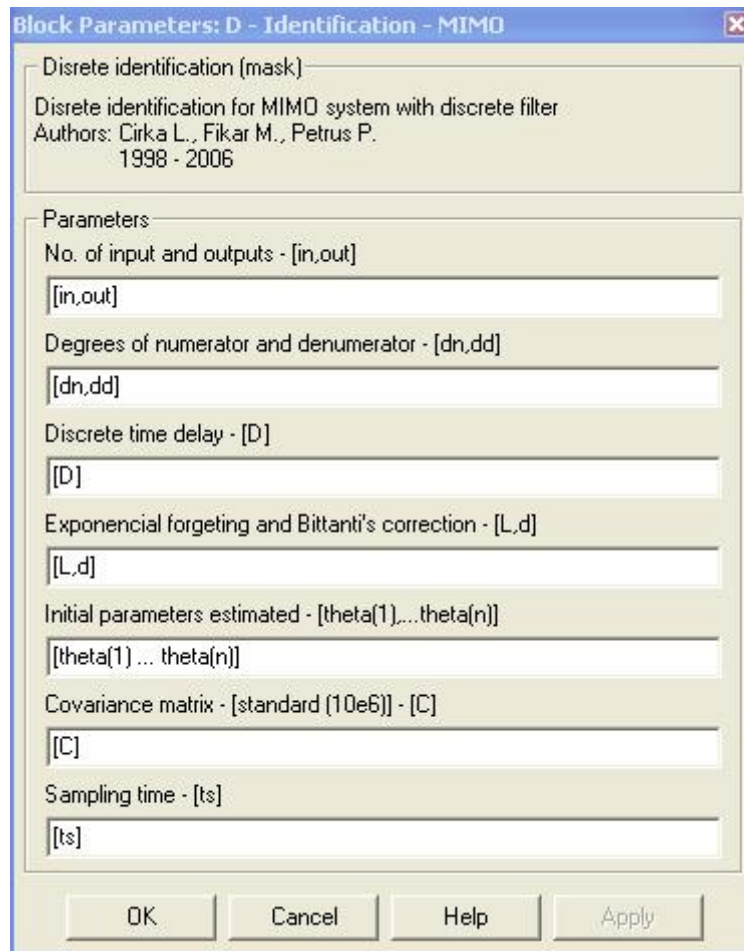 Block Parameters: D - Identification - MIMO
Disrete identification (mask)
Disrete identification for MIMO system with discrete filter
Authors: Cirka L., Fikar M., Petrus P.
1998 - 2006
Parameters
No. of input and outputs - [in,out]
[in,out]
Degrees of numerator and denumerator - [dn,dd]
[dn,dd]
Discrete time delay - [D]
[D]
Exponencial forgeting and Bittanti's correction - [L,d]
[L,d]
Initial parameters estimated - [theta(1),...theta(n)]
[theta(1) ... theta(n)]
Covariance matrix - [standard (10e6)] - [C]
[C]
Sampling time - [ts]
[ts]
OK Cancel Help Apply